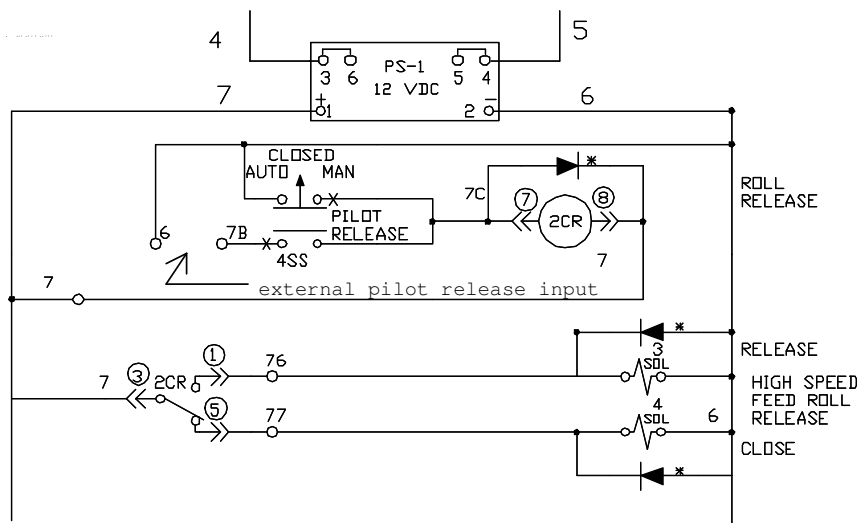 4
5
3 6 PS-1 5 4
12 VDC
7 + 1 2 - 6
CLOSED
AUTO MAN
*
ROLL
RELEASE
7C
7 2CR 8
X
PILOT
RELEASE
6 7B X
4SS
7
7
external pilot release input
*
3
SOL
RELEASE
1 76
7 3 2CR
HIGH SPEED
FEED ROLL
RELEASE
5 77
4
SOL
6
CLOSE
*